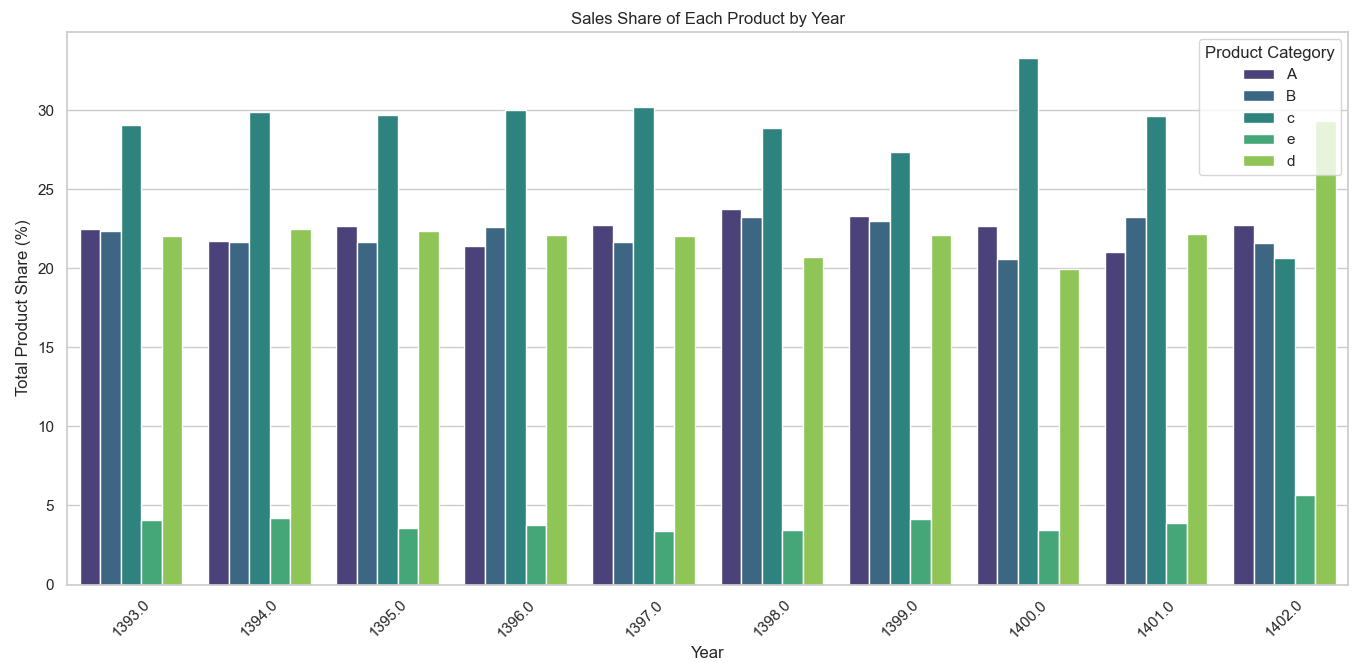 Sales Share of Each Product by Year
Product Category
A
B
c
e
d
Total Product Share (%)
30
25
20
15
10
5
0
1393.0 1394.0 1395.0 1396.0 1397.0 1398.0 1399.0 1400.0 1401.0 1402.0
Year